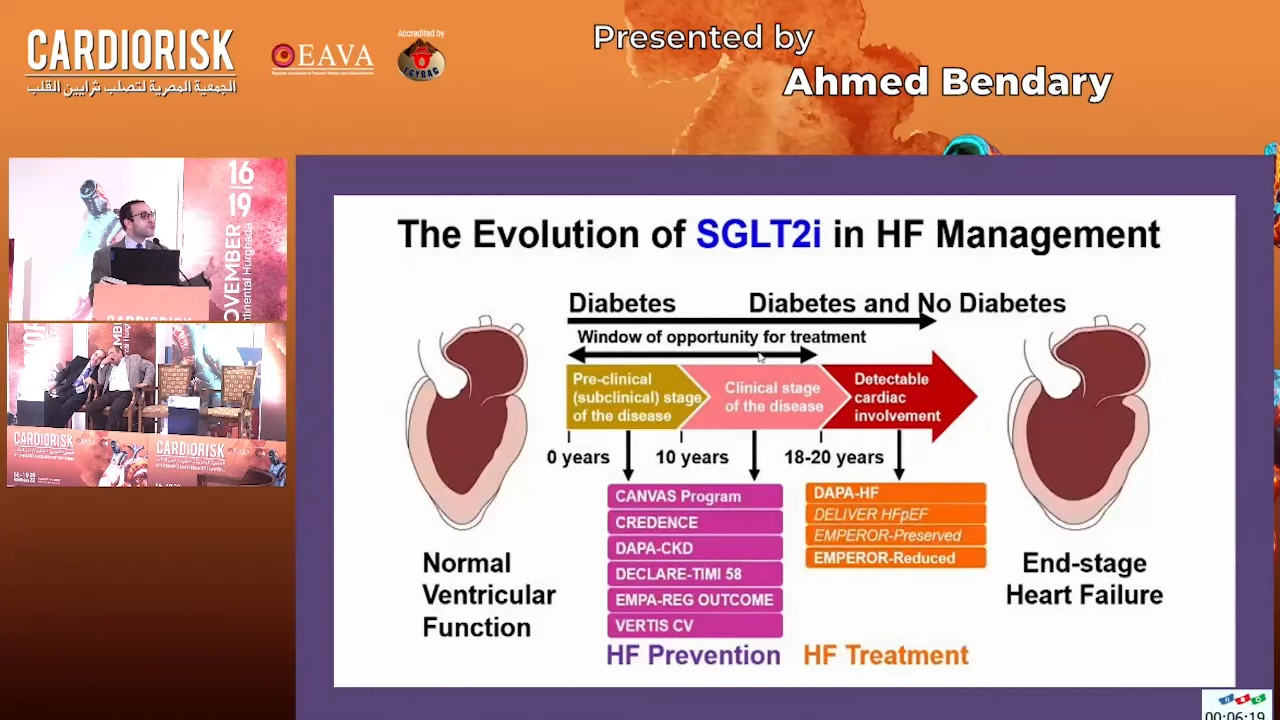 CARDIORISK
الجمعية المصرية لتصلب شرايين القلب
EAVA
Accredited by
EGYBAC
Presented by
Ahmed Bendary
16
19
NOVEMBER
ntinental Hurghada
CARDIORISK
CARDIORISK
CARDIORISK
The Evolution of SGLT2i in HF Management
Diabetes
Diabetes and No Diabetes
Window of opportunity for treatment
Pre-clinical
(subclinical) stage
of the disease
Clinical stage
of the disease
Detectable
cardiac
involvement
0 years
10 years
18-20 years
CANVAS Program
CREDENCE
DAPA-CKD
DECLARE-TIMI 58
EMPA-REG OUTCOME
VERTIS CV
HF Prevention
DAPA-HF
DELIVER HFpEF
EMPEROR-Preserved
EMPEROR-Reduced
HF Treatment
Normal
Ventricular
Function
End-stage
Heart Failure
00:06:19